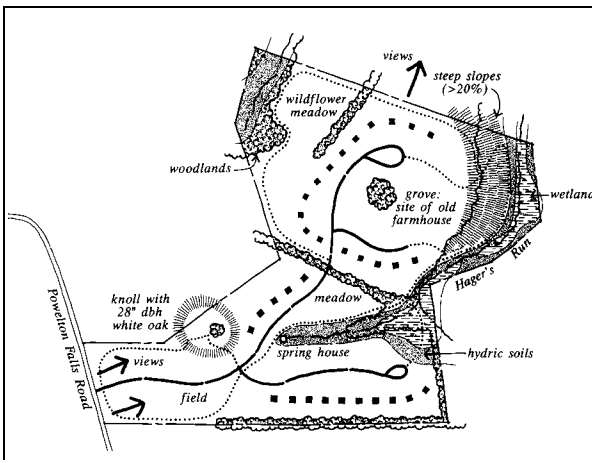 views
steep slopes
(>20%)
wildflower
meadow
woodlands
wetland
grove:
site of old
farmhouse
Hager's Run
meadow
knoll with
28" dbh
white oak
spring house
hydric soils
views
field
Powelton Falls Road